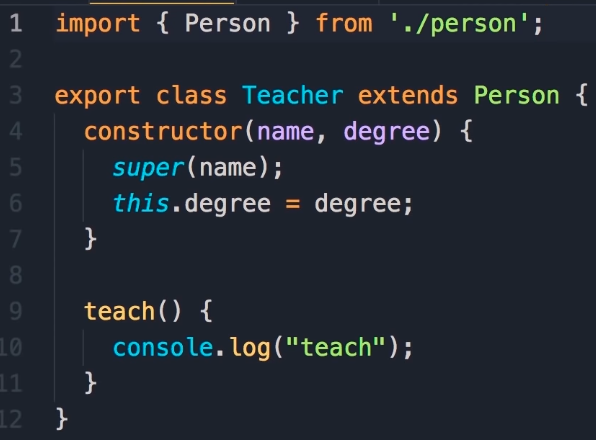 1 import { Person } from './person';
2
3 export class Teacher extends Person {
4   constructor(name, degree) {
5     super(name);
6     this.degree = degree;
7   }
8
9   teach() {
10     console.log("teach");
11   }
12 }